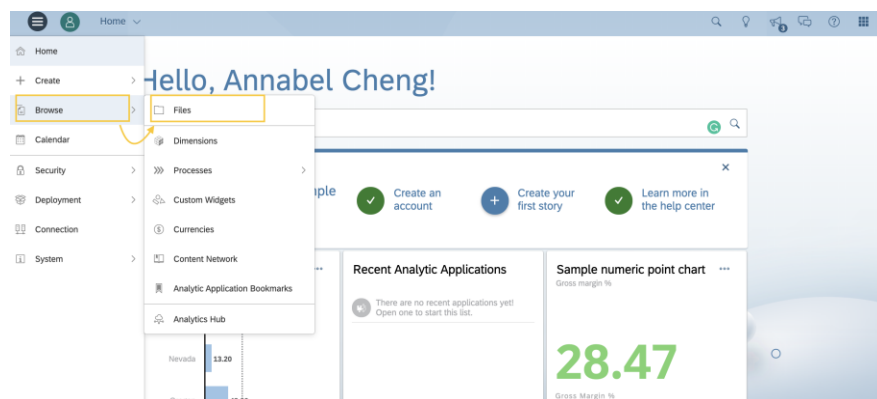 Home
3
Home
Create
Browse
Calendar
Security
Deployment
Connection
System
Hello, Annabel Cheng!
Files
Dimensions
Processes
Custom Widgets
Currencies
Content Network
Analytic Application Bookmarks
Analytics Hub
Create an
account
Create your
first story
Learn more in
the help center
Recent Analytic Applications
There are no recent applications yet!
Open one to start this list.
Sample numeric point chart
Gross margin %
28.47
Gross Margin %
Nevada 13.20